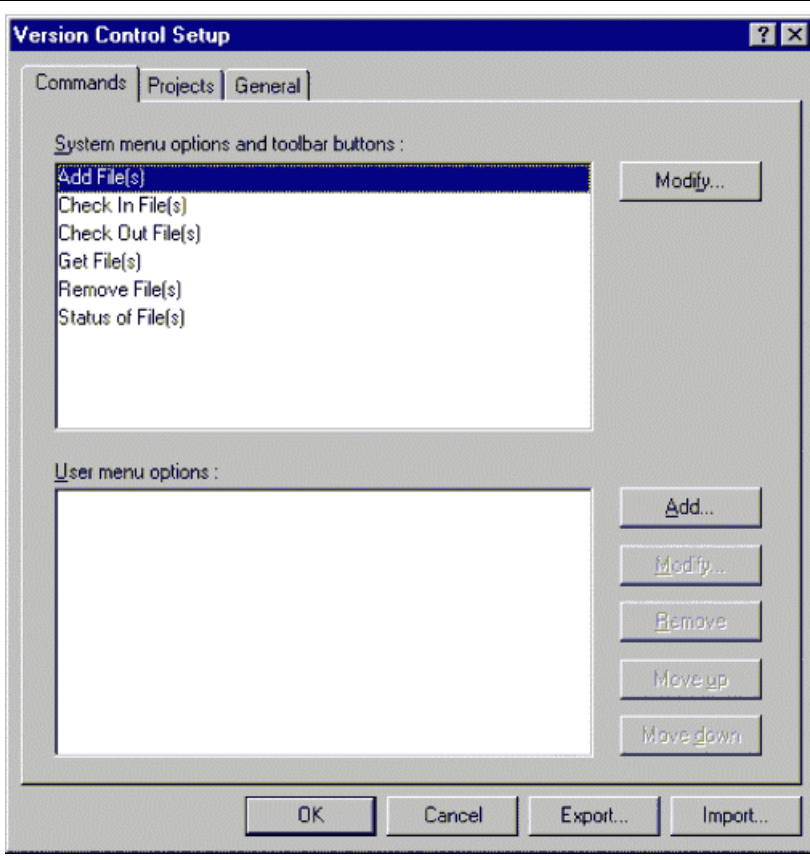 Version Control Setup
Commands Projects General
System menu options and toolbar buttons :
Add File(s)
Modify...
Check In File(s)
Check Out File(s)
Get File(s)
Remove File(s)
Status of File(s)
User menu options :
Add...
Modify...
Remove
Move up
Move down
OK Cancel Export... Import...